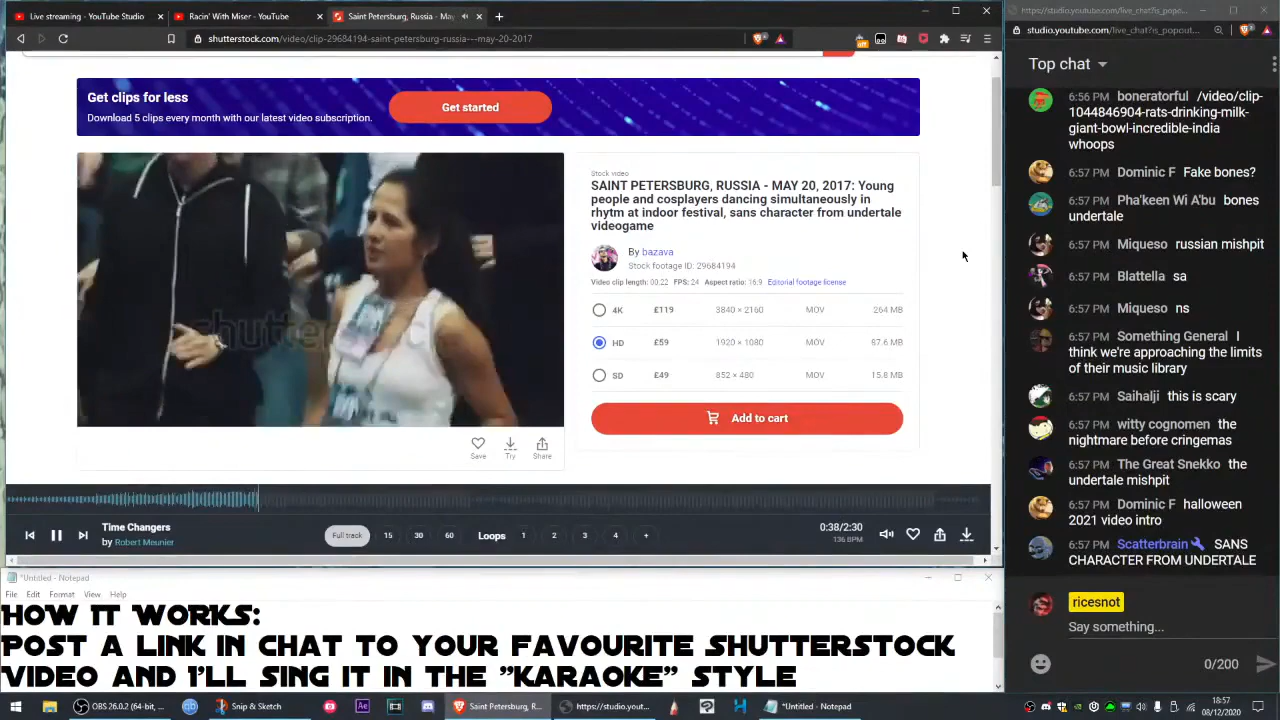 Live streaming - YouTube Studio
Racin' With Miser - YouTube
Saint Petersburg, Russia - May
shutterstock.com/video/clip-29684194-saint-petersburg-russia---may-20-2017
off
Get clips for less
Download 5 clips every month with our latest video subscription.
Get started
shutterstock
Save
Try
Share
Stock video
SAINT PETERSBURG, RUSSIA - MAY 20, 2017: Young
people and cosplayers dancing simultaneously in
rhytm at indoor festival, sans character from undertale
videogame
By bazava
Stock footage ID: 29684194
Video clip length: 00:22 FPS: 24 Aspect ratio: 16:9 Editorial footage license
4K £119 3840 × 2160 MOV 264 MB
HD £59 1920 × 1080 MOV 87.6 MB
SD £49 852 × 480 MOV 15.8 MB
Add to cart
Time Changers
by Robert Meunier
Full track 15 30 60 Loops 1 2 3 4 +
0:38/2:30
136 BPM
*Untitled - Notepad
File Edit Format View Help
HOW IT WORKS:
POST A LINK IN CHAT TO YOUR FAVOURITE SHUTTERSTOCK
VIDEO AND I'LL SING IT IN THE "KARAOKE" STYLE
https://studio.youtube.com/live_chat?is_popout...
studio.youtube.com/live_chat?is_popout...
Top chat
6:56 PM boneratorful /video/clip-
1044846904-rats-drinking-milk-
giant-bowl-incredible-india
whoops
6:57 PM Dominic F Fake bones?
6:57 PM Pha'keen Wi A'bu bones
undertale
6:57 PM Miqueso russian mishpit
6:57 PM Blattella sa
6:57 PM Miqueso ns
6:57 PM Something General I
think we're approaching the limits
of their music library
6:57 PM Saihalji this is scary
6:57 PM witty cognomen the
nightmare before cringemas
6:57 PM The Great Snekko the
undertale mishpit
6:57 PM Dominic F halloween
2021 video intro
6:57 PM Scatterbrain SANS
CHARACTER FROM UNDERTALE
ricesnot
Say something...
0/200
OBS 26.0.2 (64-bit, ...
Snip & Sketch
Saint Petersburg, R...
https://studio.yout...
*Untitled - Notepad
18:57
08/12/2020